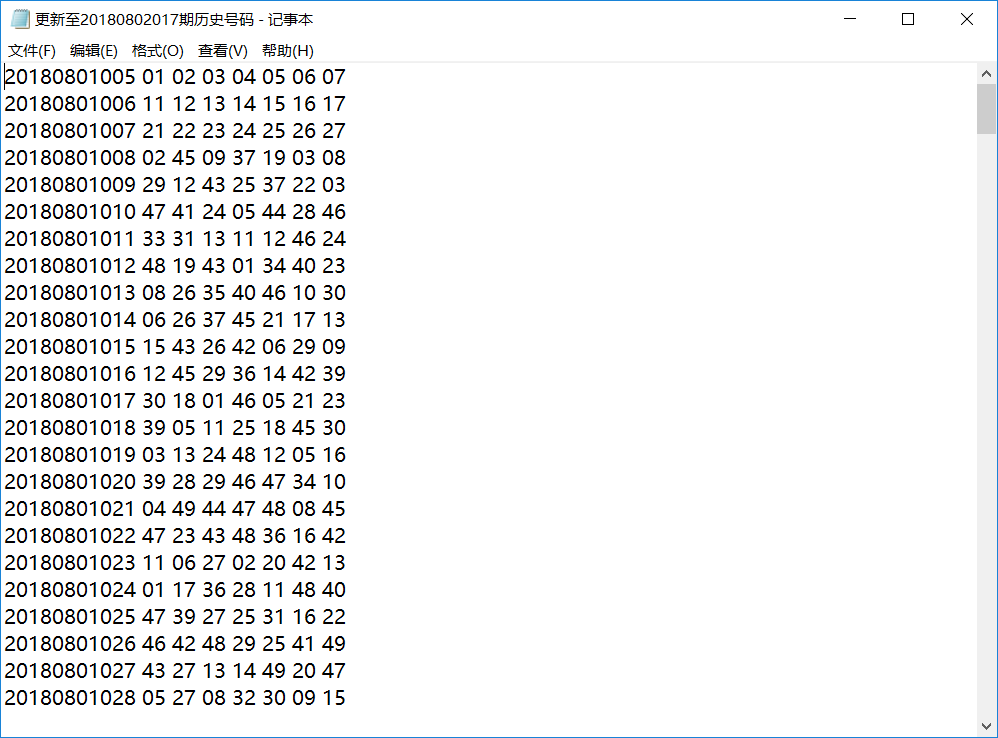 更新至20180802017期历史号码 - 记事本
文件(F) 编辑(E) 格式(O) 查看(V) 帮助(H)
20180801005 01 02 03 04 05 06 07
20180801006 11 12 13 14 15 16 17
20180801007 21 22 23 24 25 26 27
20180801008 02 45 09 37 19 03 08
20180801009 29 12 43 25 37 22 03
20180801010 47 41 24 05 44 28 46
20180801011 33 31 13 11 12 46 24
20180801012 48 19 43 01 34 40 23
20180801013 08 26 35 40 46 10 30
20180801014 06 26 37 45 21 17 13
20180801015 15 43 26 42 06 29 09
20180801016 12 45 29 36 14 42 39
20180801017 30 18 01 46 05 21 23
20180801018 39 05 11 25 18 45 30
20180801019 03 13 24 48 12 05 16
20180801020 39 28 29 46 47 34 10
20180801021 04 49 44 47 48 08 45
20180801022 47 23 43 48 36 16 42
20180801023 11 06 27 02 20 42 13
20180801024 01 17 36 28 11 48 40
20180801025 47 39 27 25 31 16 22
20180801026 46 42 48 29 25 41 49
20180801027 43 27 13 14 49 20 47
20180801028 05 27 08 32 30 09 15